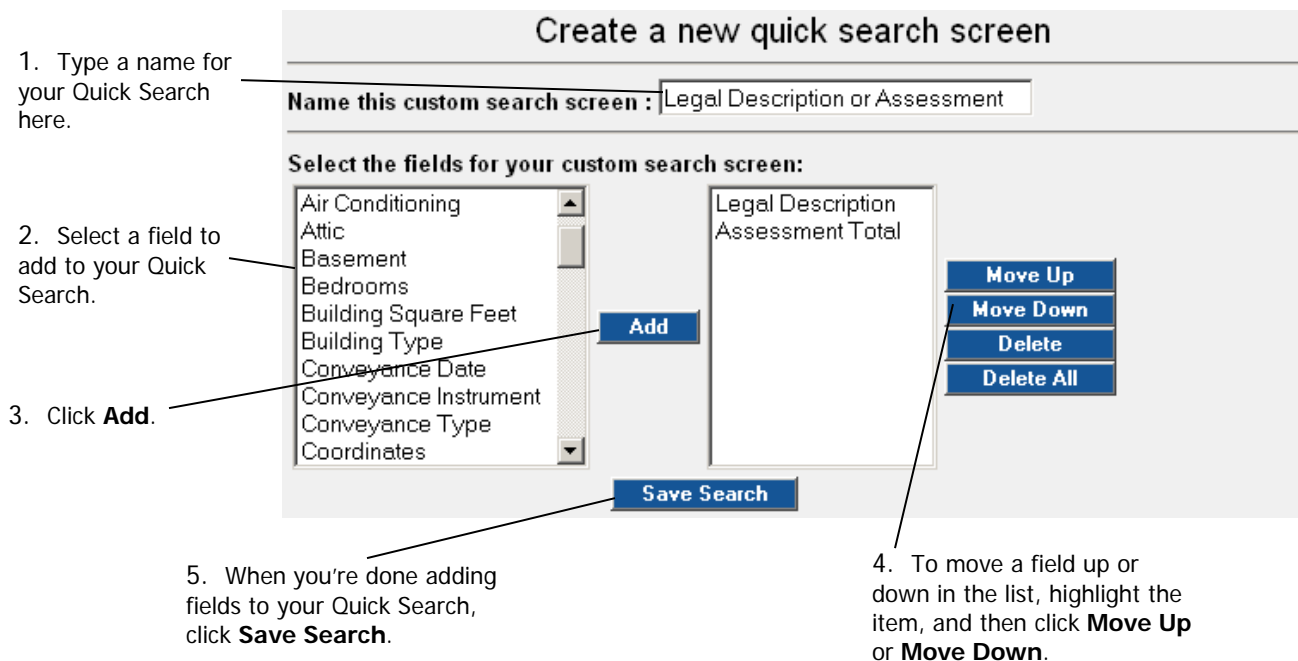 Create a new quick search screen
1. Type a name for
your Quick Search
here.
Name this custom search screen : Legal Description or Assessment
Select the fields for your custom search screen:
2. Select a field to
add to your Quick
Search.
Air Conditioning
Attic
Basement
Bedrooms
Building Square Feet
Building Type
Conveyance Date
Conveyance Instrument
Conveyance Type
Coordinates
3. Click Add.
Add
Legal Description
Assessment Total
Move Up
Move Down
Delete
Delete All
Save Search
5. When you're done adding
fields to your Quick Search,
click Save Search.
4. To move a field up or
down in the list, highlight the
item, and then click Move Up
or Move Down.